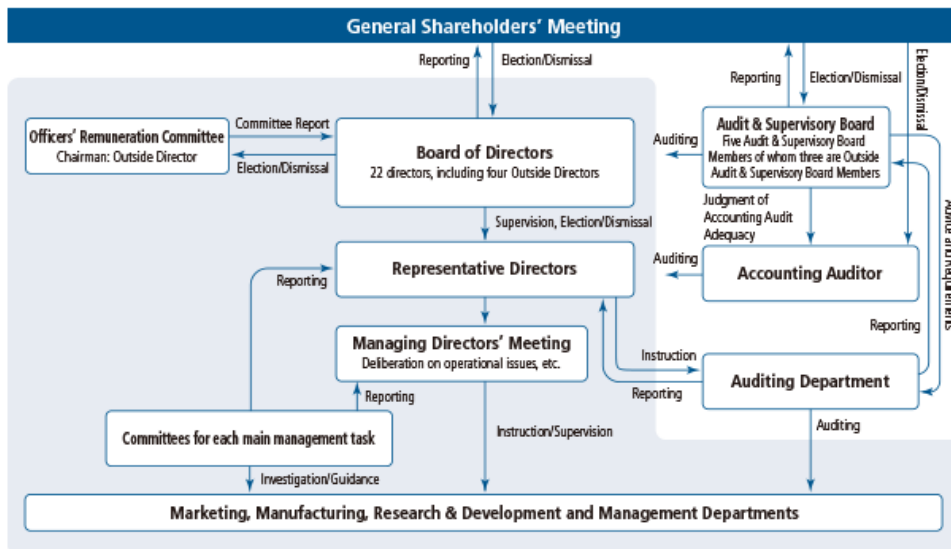 General Shareholders' Meeting
Reporting
Election/Dismissal
Reporting
Election/Dismissal
Election/Dismissal
Officers' Remuneration Committee
Chairman: Outside Director
Committee Report
Election/Dismissal
Board of Directors
22 directors, including four Outside Directors
Auditing
Audit & Supervisory Board
Five Audit & Supervisory Board
Members of whom three are Outside
Audit & Supervisory Board Members
Supervision, Election/Dismissal
Judgment of
Accounting Audit
Adequacy
Advice and Requirements
Reporting
Representative Directors
Auditing
Accounting Auditor
Managing Directors' Meeting
Deliberation on operational issues, etc.
Reporting
Instruction
Reporting
Auditing Department
Reporting
Committees for each main management task
Instruction/Supervision
Auditing
Investigation/Guidance
Marketing, Manufacturing, Research & Development and Management Departments